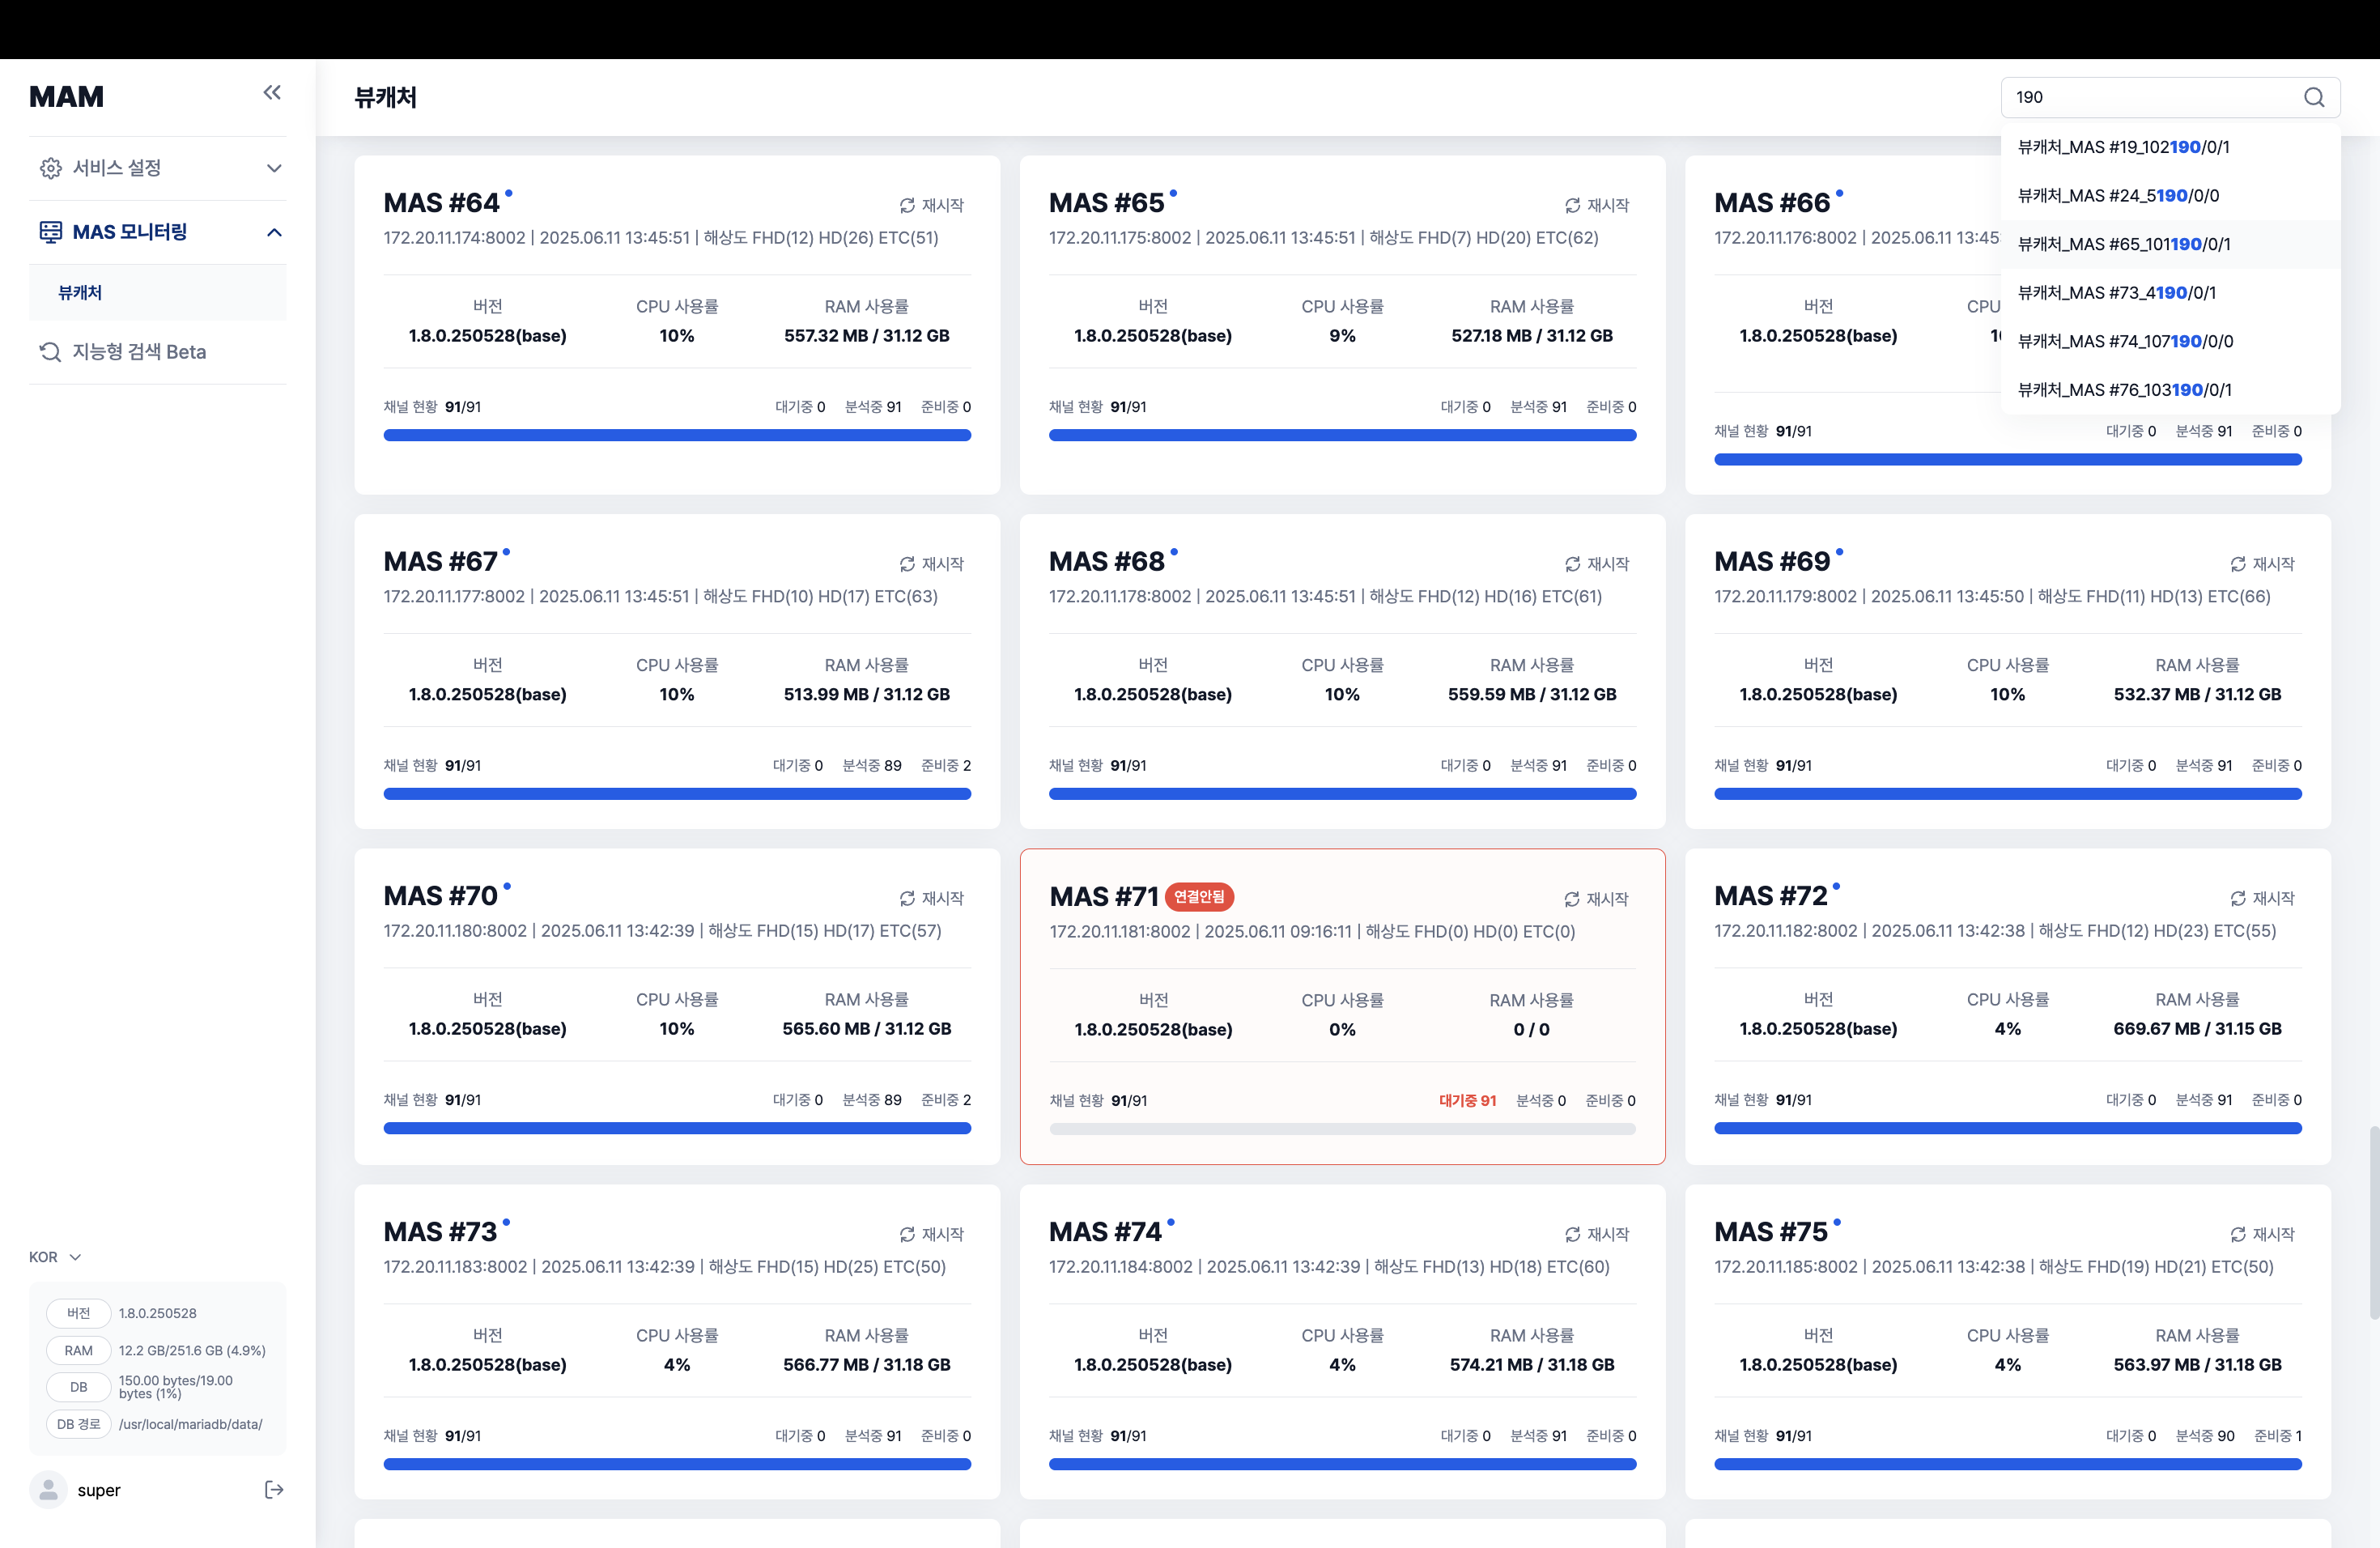 MAM
서비스 설정
MAS 모니터링
뷰캐처
지능형 검색 Beta
KOR
버전 1.8.0.250528
RAM 12.2 GB/251.6 GB (4.9%)
DB 150.00 bytes/19.00
bytes (1%)
DB 경로 /usr/local/mariadb/data/
super
뷰캐처
190
뷰캐처_MAS #19_102190/0/1
뷰캐처_MAS #24_5190/0/0
뷰캐처_MAS #65_101190/0/1
뷰캐처_MAS #73_4190/0/1
뷰캐처_MAS #74_107190/0/0
뷰캐처_MAS #76_103190/0/1
MAS #64 재시작
172.20.11.174:8002 | 2025.06.11 13:45:51 | 해상도 FHD(12) HD(26) ETC(51)
버전 CPU 사용률 RAM 사용률
1.8.0.250528(base) 10% 557.32 MB / 31.12 GB
채널 현황 91/91 대기중 0 분석중 91 준비중 0
MAS #65 재시작
172.20.11.175:8002 | 2025.06.11 13:45:51 | 해상도 FHD(7) HD(20) ETC(62)
버전 CPU 사용률 RAM 사용률
1.8.0.250528(base) 9% 527.18 MB / 31.12 GB
채널 현황 91/91 대기중 0 분석중 91 준비중 0
MAS #66
172.20.11.176:8002 | 2025.06.11 13:45:
버전 CPU
1.8.0.250528(base)
채널 현황 91/91 대기중 0 분석중 91 준비중 0
MAS #67 재시작
172.20.11.177:8002 | 2025.06.11 13:45:51 | 해상도 FHD(10) HD(17) ETC(63)
버전 CPU 사용률 RAM 사용률
1.8.0.250528(base) 10% 513.99 MB / 31.12 GB
채널 현황 91/91 대기중 0 분석중 89 준비중 2
MAS #68 재시작
172.20.11.178:8002 | 2025.06.11 13:45:51 | 해상도 FHD(12) HD(16) ETC(61)
버전 CPU 사용률 RAM 사용률
1.8.0.250528(base) 10% 559.59 MB / 31.12 GB
채널 현황 91/91 대기중 0 분석중 91 준비중 0
MAS #69 재시작
172.20.11.179:8002 | 2025.06.11 13:45:50 | 해상도 FHD(11) HD(13) ETC(66)
버전 CPU 사용률 RAM 사용률
1.8.0.250528(base) 10% 532.37 MB / 31.12 GB
채널 현황 91/91 대기중 0 분석중 91 준비중 0
MAS #70 재시작
172.20.11.180:8002 | 2025.06.11 13:42:39 | 해상도 FHD(15) HD(17) ETC(57)
버전 CPU 사용률 RAM 사용률
1.8.0.250528(base) 10% 565.60 MB / 31.12 GB
채널 현황 91/91 대기중 0 분석중 89 준비중 2
MAS #71 연결안됨 재시작
172.20.11.181:8002 | 2025.06.11 09:16:11 | 해상도 FHD(0) HD(0) ETC(0)
버전 CPU 사용률 RAM 사용률
1.8.0.250528(base) 0% 0 / 0
채널 현황 91/91 대기중 91 분석중 0 준비중 0
MAS #72 재시작
172.20.11.182:8002 | 2025.06.11 13:42:38 | 해상도 FHD(12) HD(23) ETC(55)
버전 CPU 사용률 RAM 사용률
1.8.0.250528(base) 4% 669.67 MB / 31.15 GB
채널 현황 91/91 대기중 0 분석중 91 준비중 0
MAS #73 재시작
172.20.11.183:8002 | 2025.06.11 13:42:39 | 해상도 FHD(15) HD(25) ETC(50)
버전 CPU 사용률 RAM 사용률
1.8.0.250528(base) 4% 566.77 MB / 31.18 GB
채널 현황 91/91 대기중 0 분석중 91 준비중 0
MAS #74 재시작
172.20.11.184:8002 | 2025.06.11 13:42:39 | 해상도 FHD(13) HD(18) ETC(60)
버전 CPU 사용률 RAM 사용률
1.8.0.250528(base) 4% 574.21 MB / 31.18 GB
채널 현황 91/91 대기중 0 분석중 91 준비중 0
MAS #75 재시작
172.20.11.185:8002 | 2025.06.11 13:42:38 | 해상도 FHD(19) HD(21) ETC(50)
버전 CPU 사용률 RAM 사용률
1.8.0.250528(base) 4% 563.97 MB / 31.18 GB
채널 현황 91/91 대기중 0 분석중 90 준비중 1